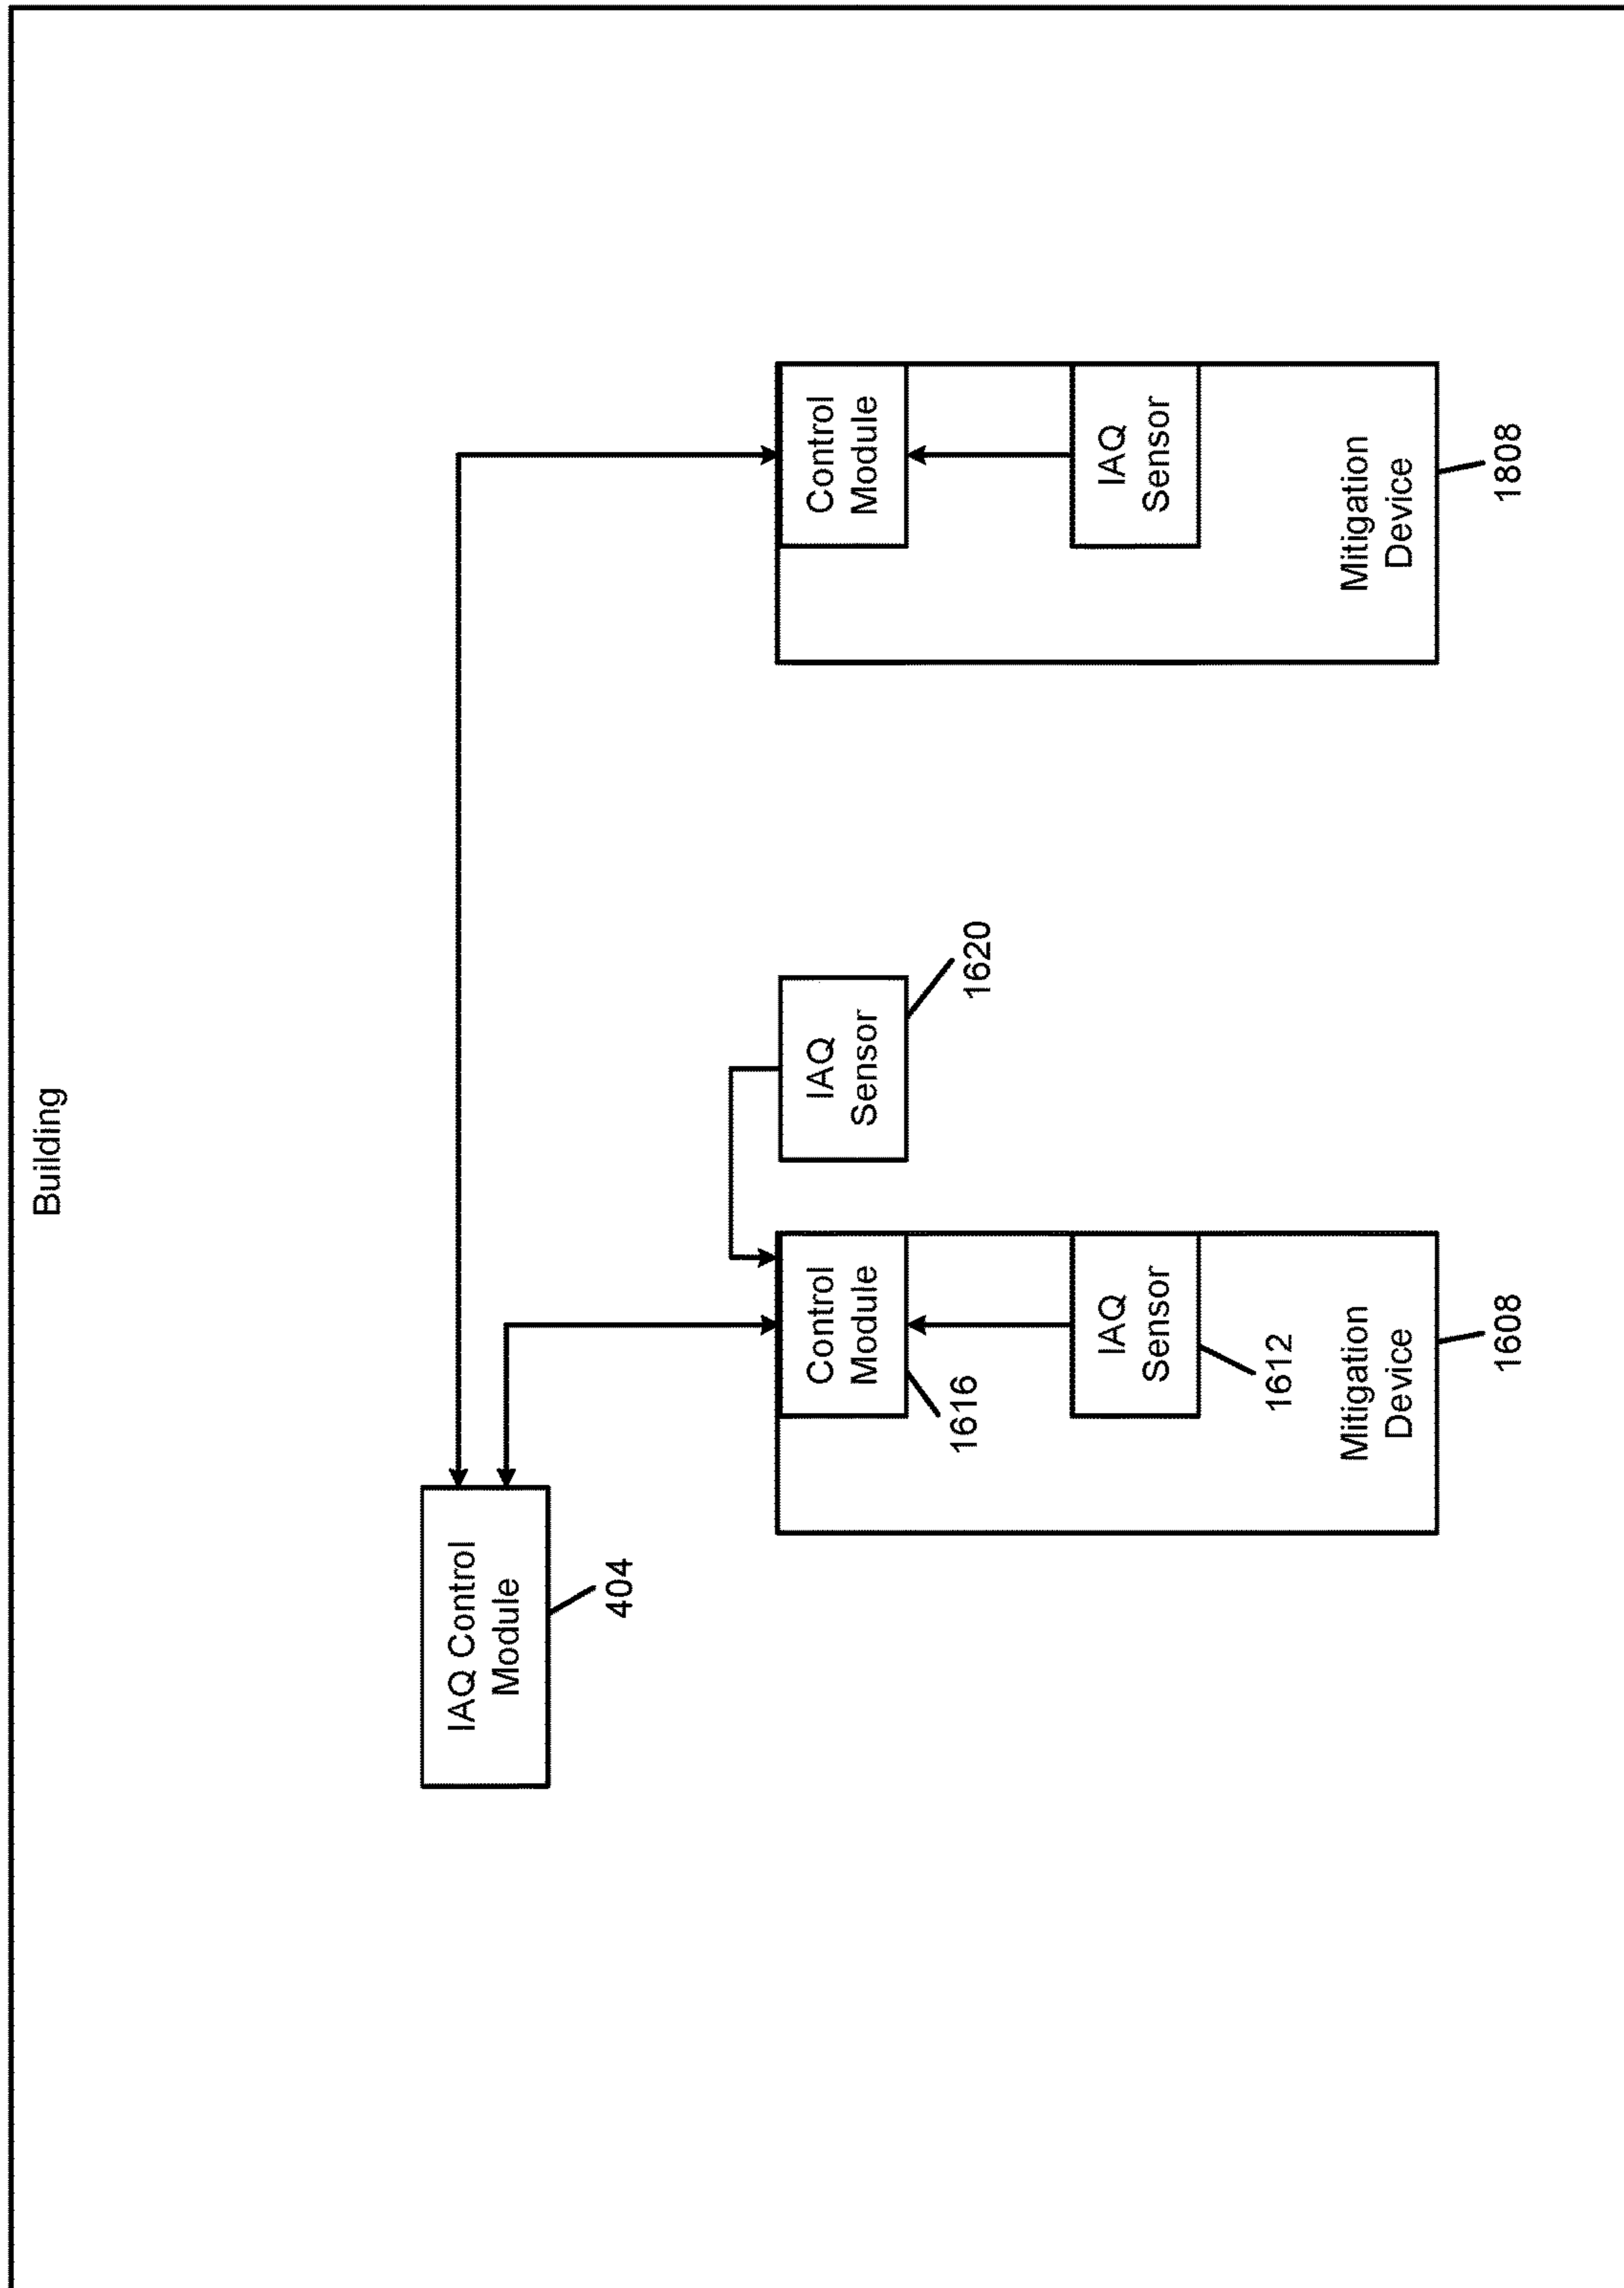 Building
IAQ Control
Module
404
Control
Module
1616
IAQ
Sensor
1620
Control
Module
IAQ
Sensor
1612
IAQ
Sensor
Mitigation
Device
1608
Mitigation
Device
1808